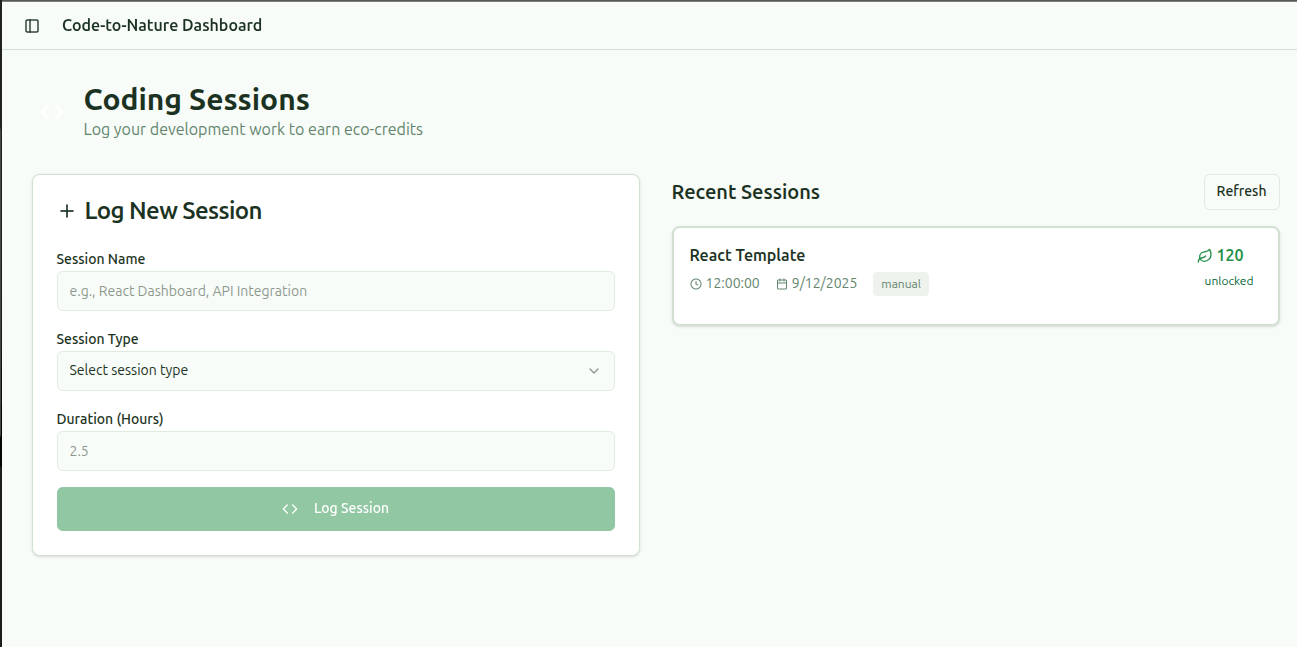 Code-to-Nature Dashboard
Coding Sessions
Log your development work to earn eco-credits
Log New Session
Session Name
e.g., React Dashboard, API Integration
Session Type
Select session type
Duration (Hours)
2.5
Log Session
Recent Sessions
Refresh
React Template
120
12:00:00 9/12/2025 manual
unlocked